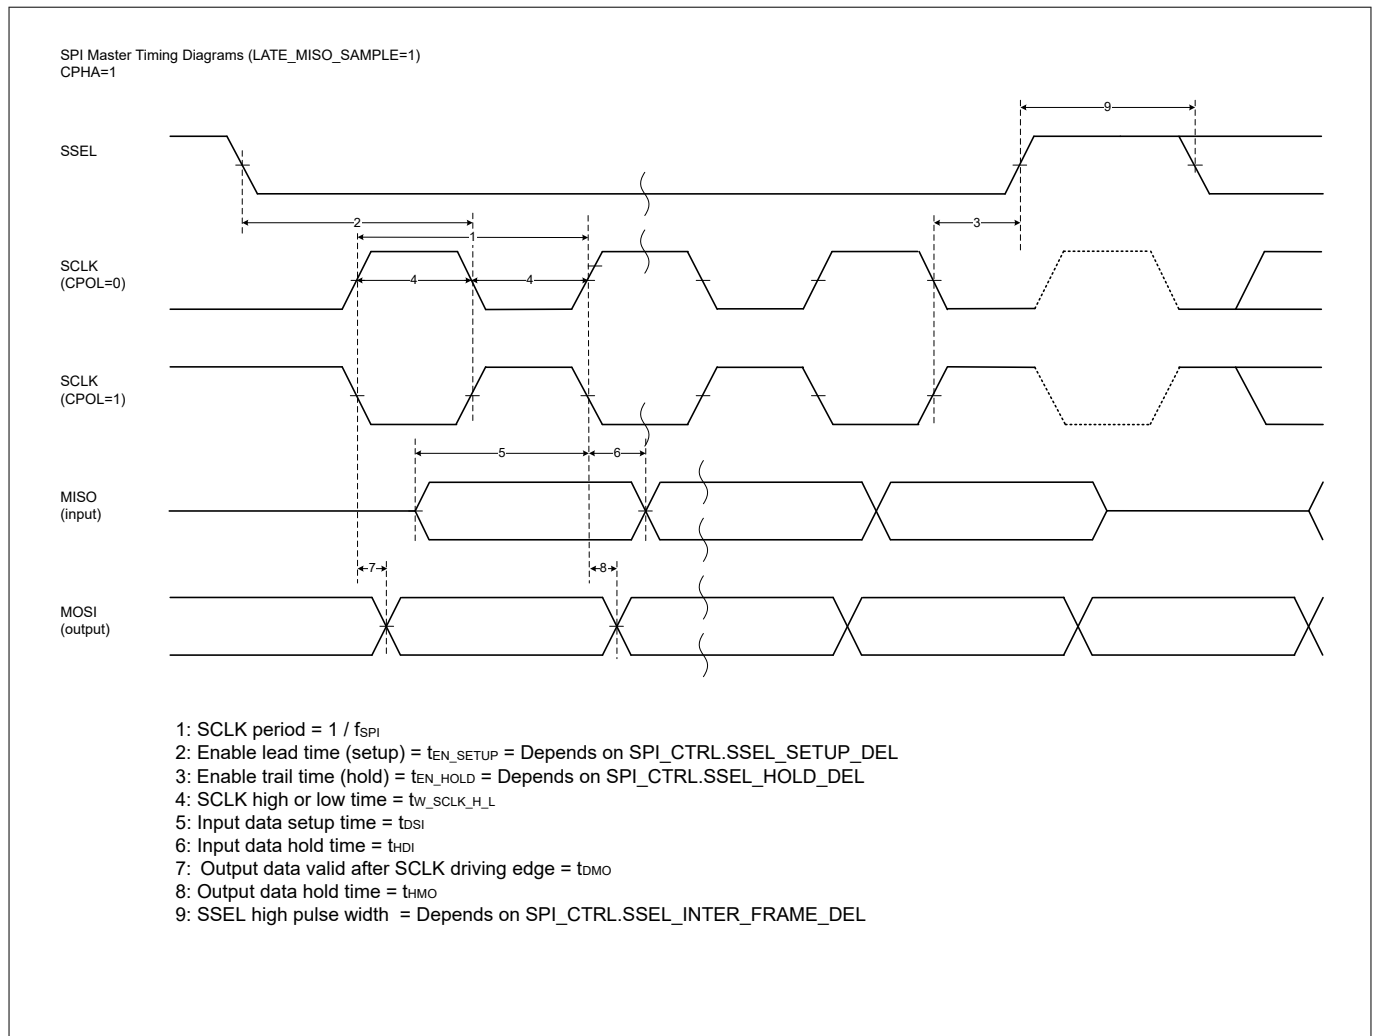 SPI Master Timing Diagrams (LATE_MISO_SAMPLE=1)
CPHA=1
9
SSEL
2
3
1
SCLK
(CPOL=0)
4
4
SCLK
(CPOL=1)
5
6
MISO
(input)
7
8
MOSI
(output)
1: SCLK period = 1 / fSPI
2: Enable lead time (setup) = tEN_SETUP = Depends on SPI_CTRL.SSEL_SETUP_DEL
3: Enable trail time (hold) = tEN_HOLD = Depends on SPI_CTRL.SSEL_HOLD_DEL
4: SCLK high or low time = tW_SCLK_H_L
5: Input data setup time = tDSI
6: Input data hold time = tHDI
7:  Output data valid after SCLK driving edge = tDMO
8: Output data hold time = tHMO
9: SSEL high pulse width  = Depends on SPI_CTRL.SSEL_INTER_FRAME_DEL